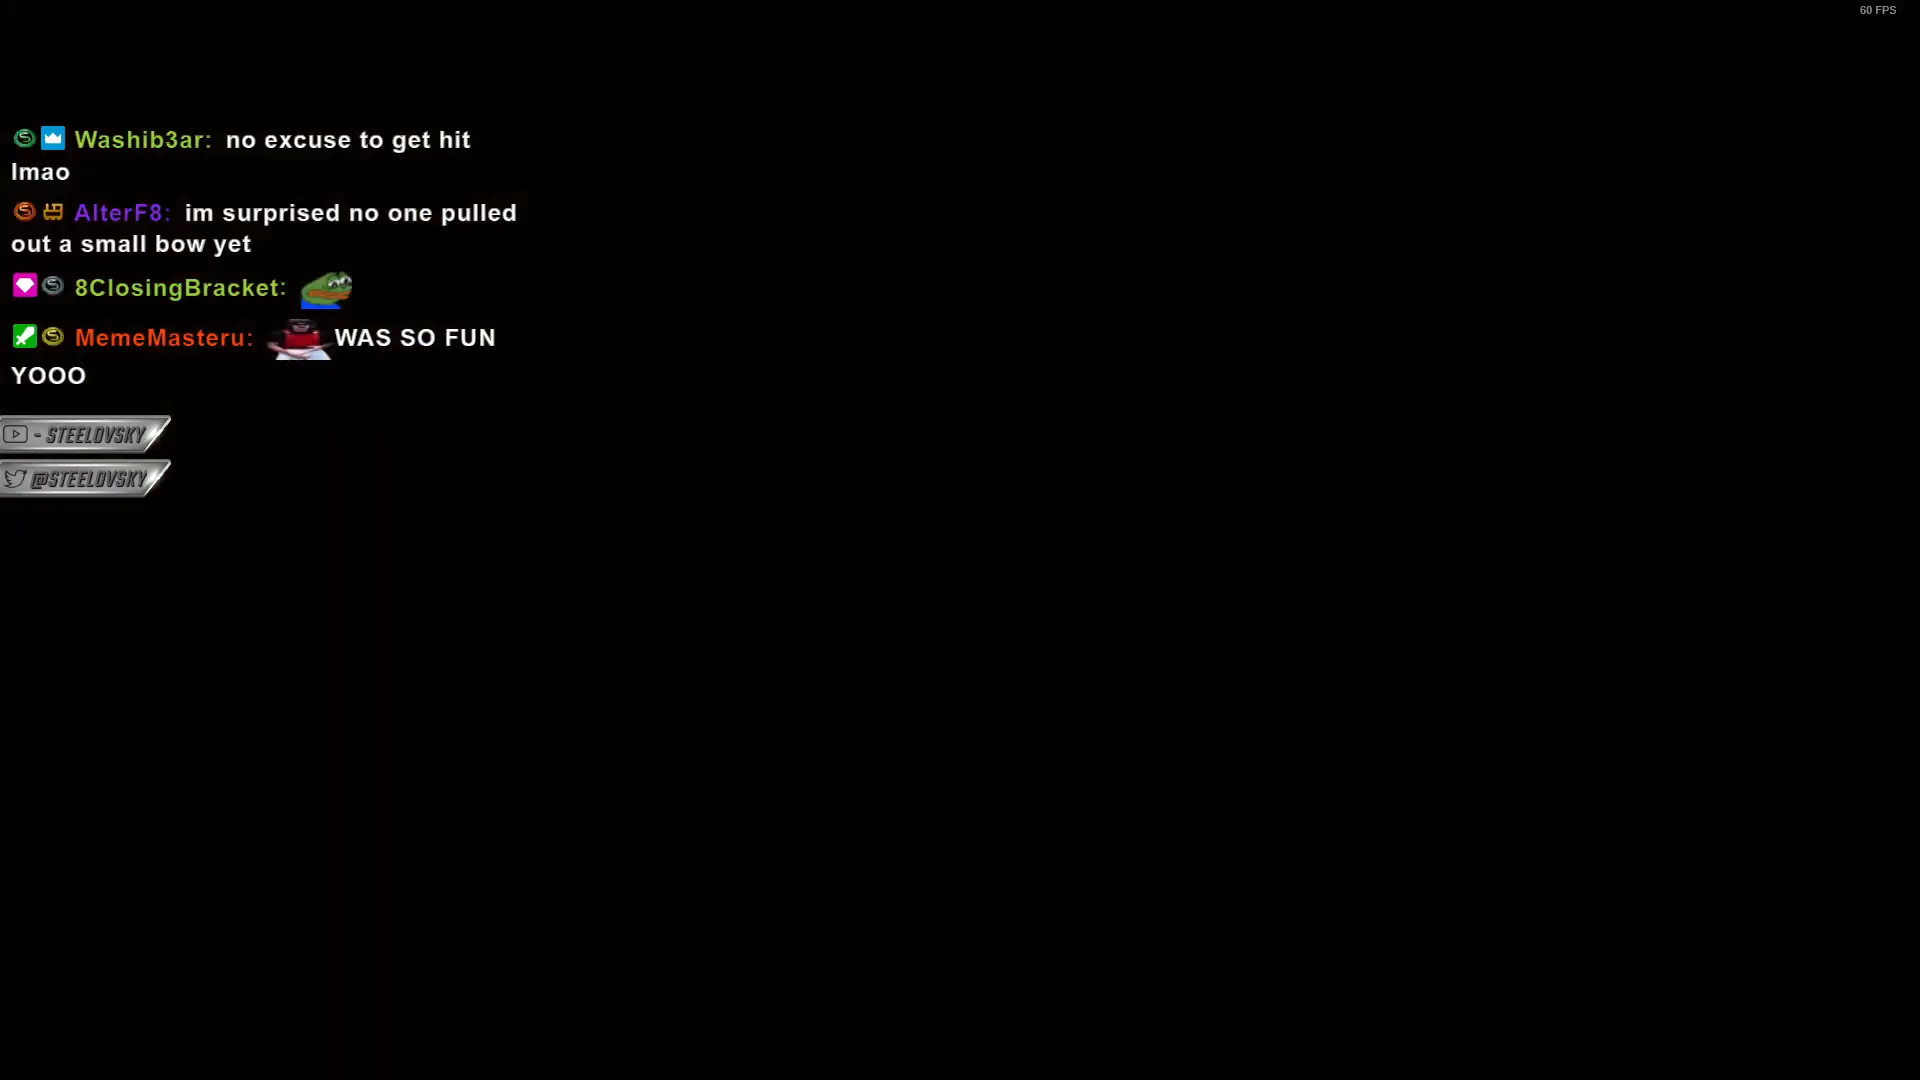 60 FPS
Washib3ar: no excuse to get hit
lmao
AlterF8: im surprised no one pulled
out a small bow yet
8ClosingBracket:
MemeMasteru: WAS SO FUN
YOOO
- STEELOVSKY
@STEELOVSKY